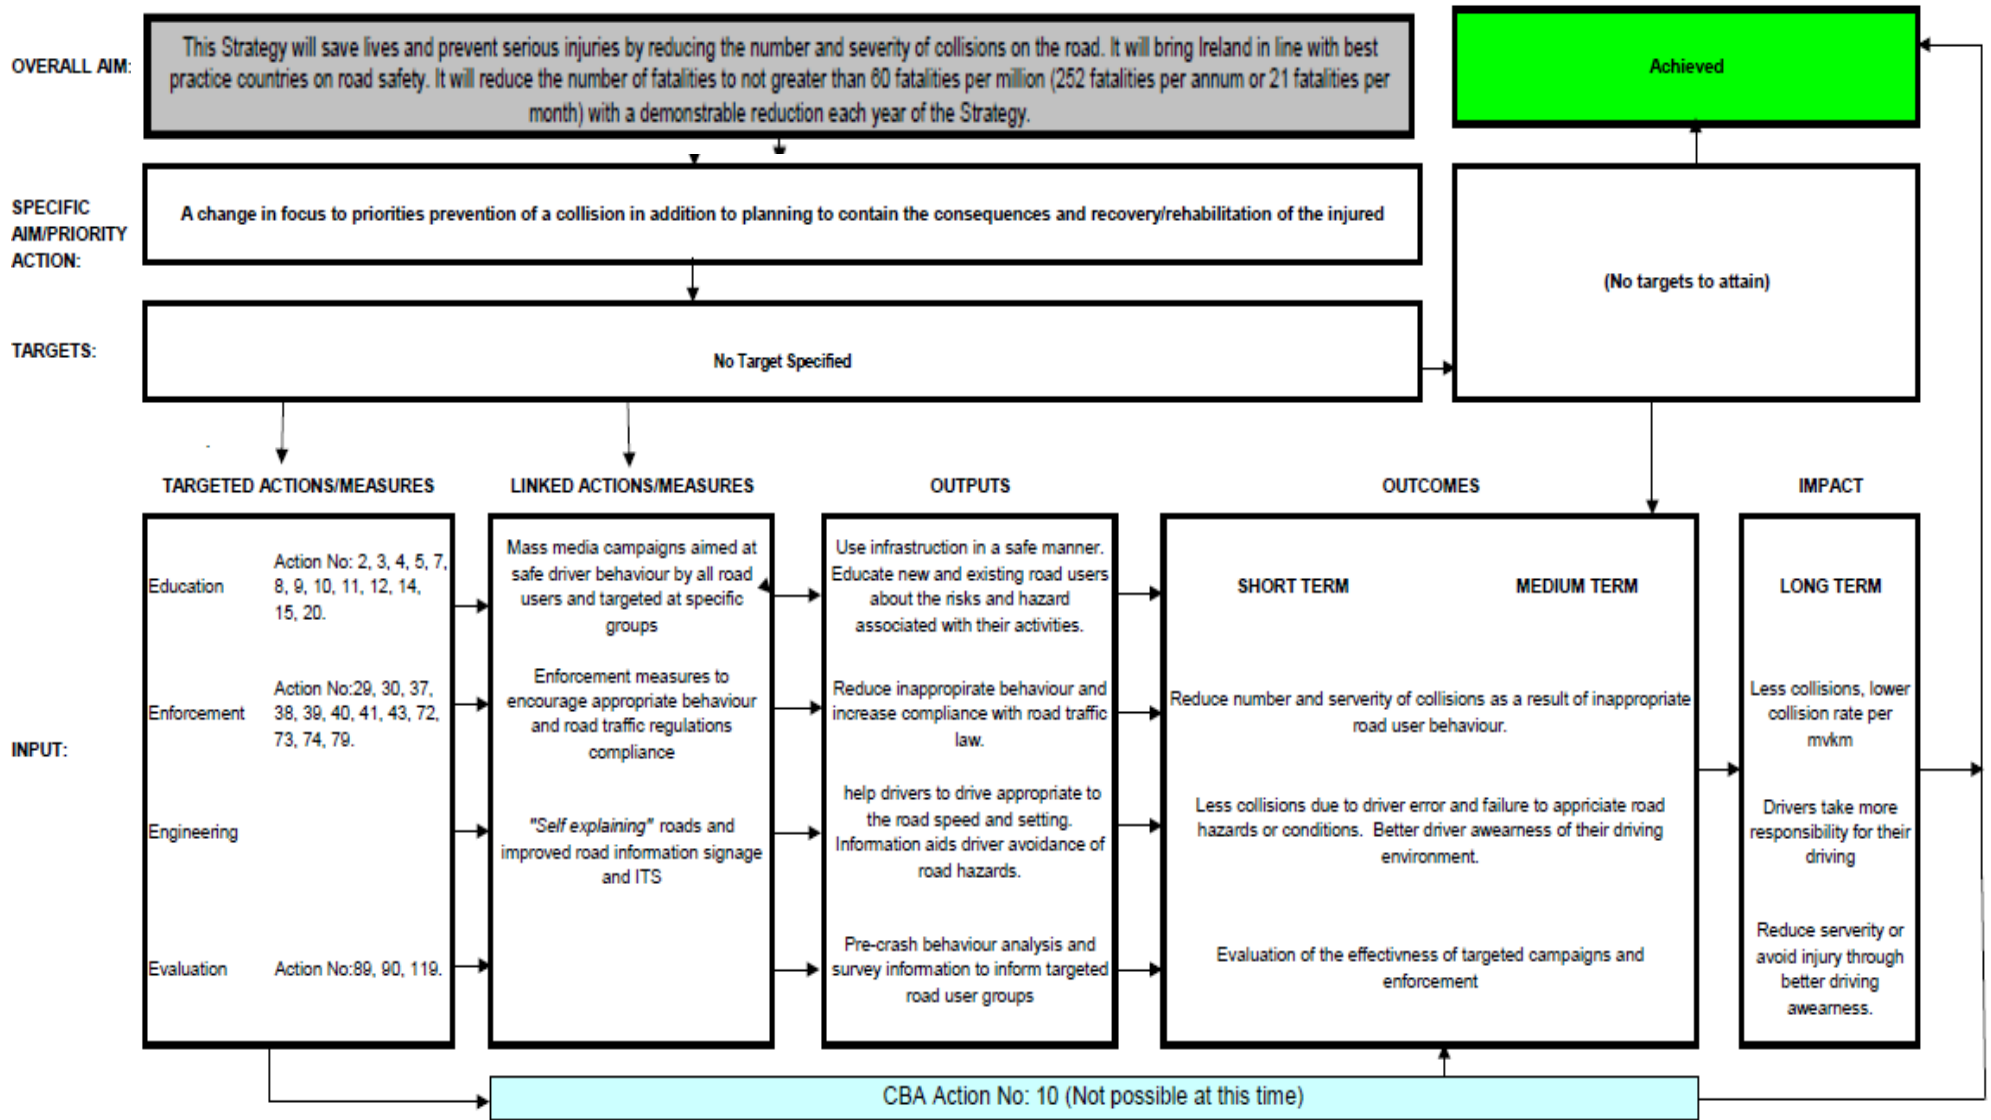 OVERALL AIM:
This Strategy will save lives and prevent serious injuries by reducing the number and severity of collisions on the road. It will bring Ireland in line with best
practice countries on road safety. It will reduce the number of fatalities to not greater than 60 fatalities per million (252 fatalities per annum or 21 fatalities per
month) with a demonstrable reduction each year of the Strategy.
Achieved
SPECIFIC
AIM/PRIORITY
ACTION:
A change in focus to priorities prevention of a collision in addition to planning to contain the consequences and recovery/rehabilitation of the injured
(No targets to attain)
TARGETS:
No Target Specified
TARGETED ACTIONS/MEASURES
LINKED ACTIONS/MEASURES
OUTPUTS
OUTCOMES
IMPACT
INPUT:
Education
Action No: 2, 3, 4, 5, 7,
8, 9, 10, 11, 12, 14,
15, 20.
Enforcement
Action No:29, 30, 37,
38, 39, 40, 41, 43, 72,
73, 74, 79.
Engineering
Evaluation
Action No:89, 90, 119.
Mass media campaigns aimed at
safe driver behaviour by all road
users and targeted at specific
groups
Enforcement measures to
encourage appropriate behaviour
and road traffic regulations
compliance
"Self explaining" roads and
improved road information signage
and ITS
Use infrastruction in a safe manner.
Educate new and existing road users
about the risks and hazard
associated with their activities.
Reduce inappropirate behaviour and
increase compliance with road traffic
law.
help drivers to drive appropriate to
the road speed and setting.
Information aids driver avoidance of
road hazards.
Pre-crash behaviour analysis and
survey information to inform targeted
road user groups
SHORT TERM
MEDIUM TERM
Reduce number and serverity of collisions as a result of inappropriate
road user behaviour.
Less collisions due to driver error and failure to appriciate road
hazards or conditions. Better driver awearness of their driving
environment.
Evaluation of the effectivness of targeted campaigns and
enforcement
LONG TERM
Less collisions, lower
collision rate per
mvkm
Drivers take more
responsibility for their
driving
Reduce serverity or
avoid injury through
better driving
awearness.
CBA Action No: 10 (Not possible at this time)